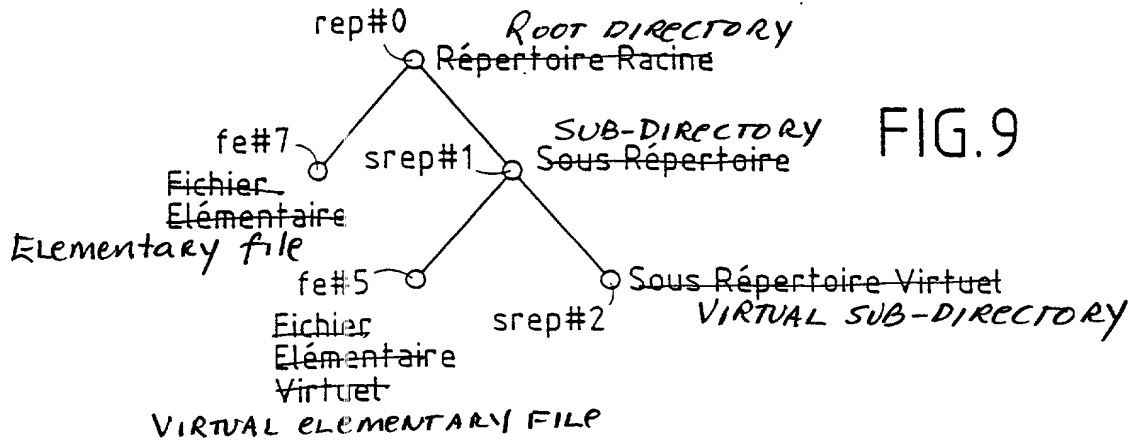 rep#0
ROOT DIRECTORY
Répertoire Racine
FIG.9
fe#7
SUB-DIRECTORY
srep#1
Sous Répertoire
Fichier
Elémentaire
Elementary file
fe#5
Sous Répertoire Virtuel
srep#2
VIRTUAL SUB-DIRECTORY
Fichier
Elémentaire
Virtuel
VIRTUAL ELEMENTARY FILE